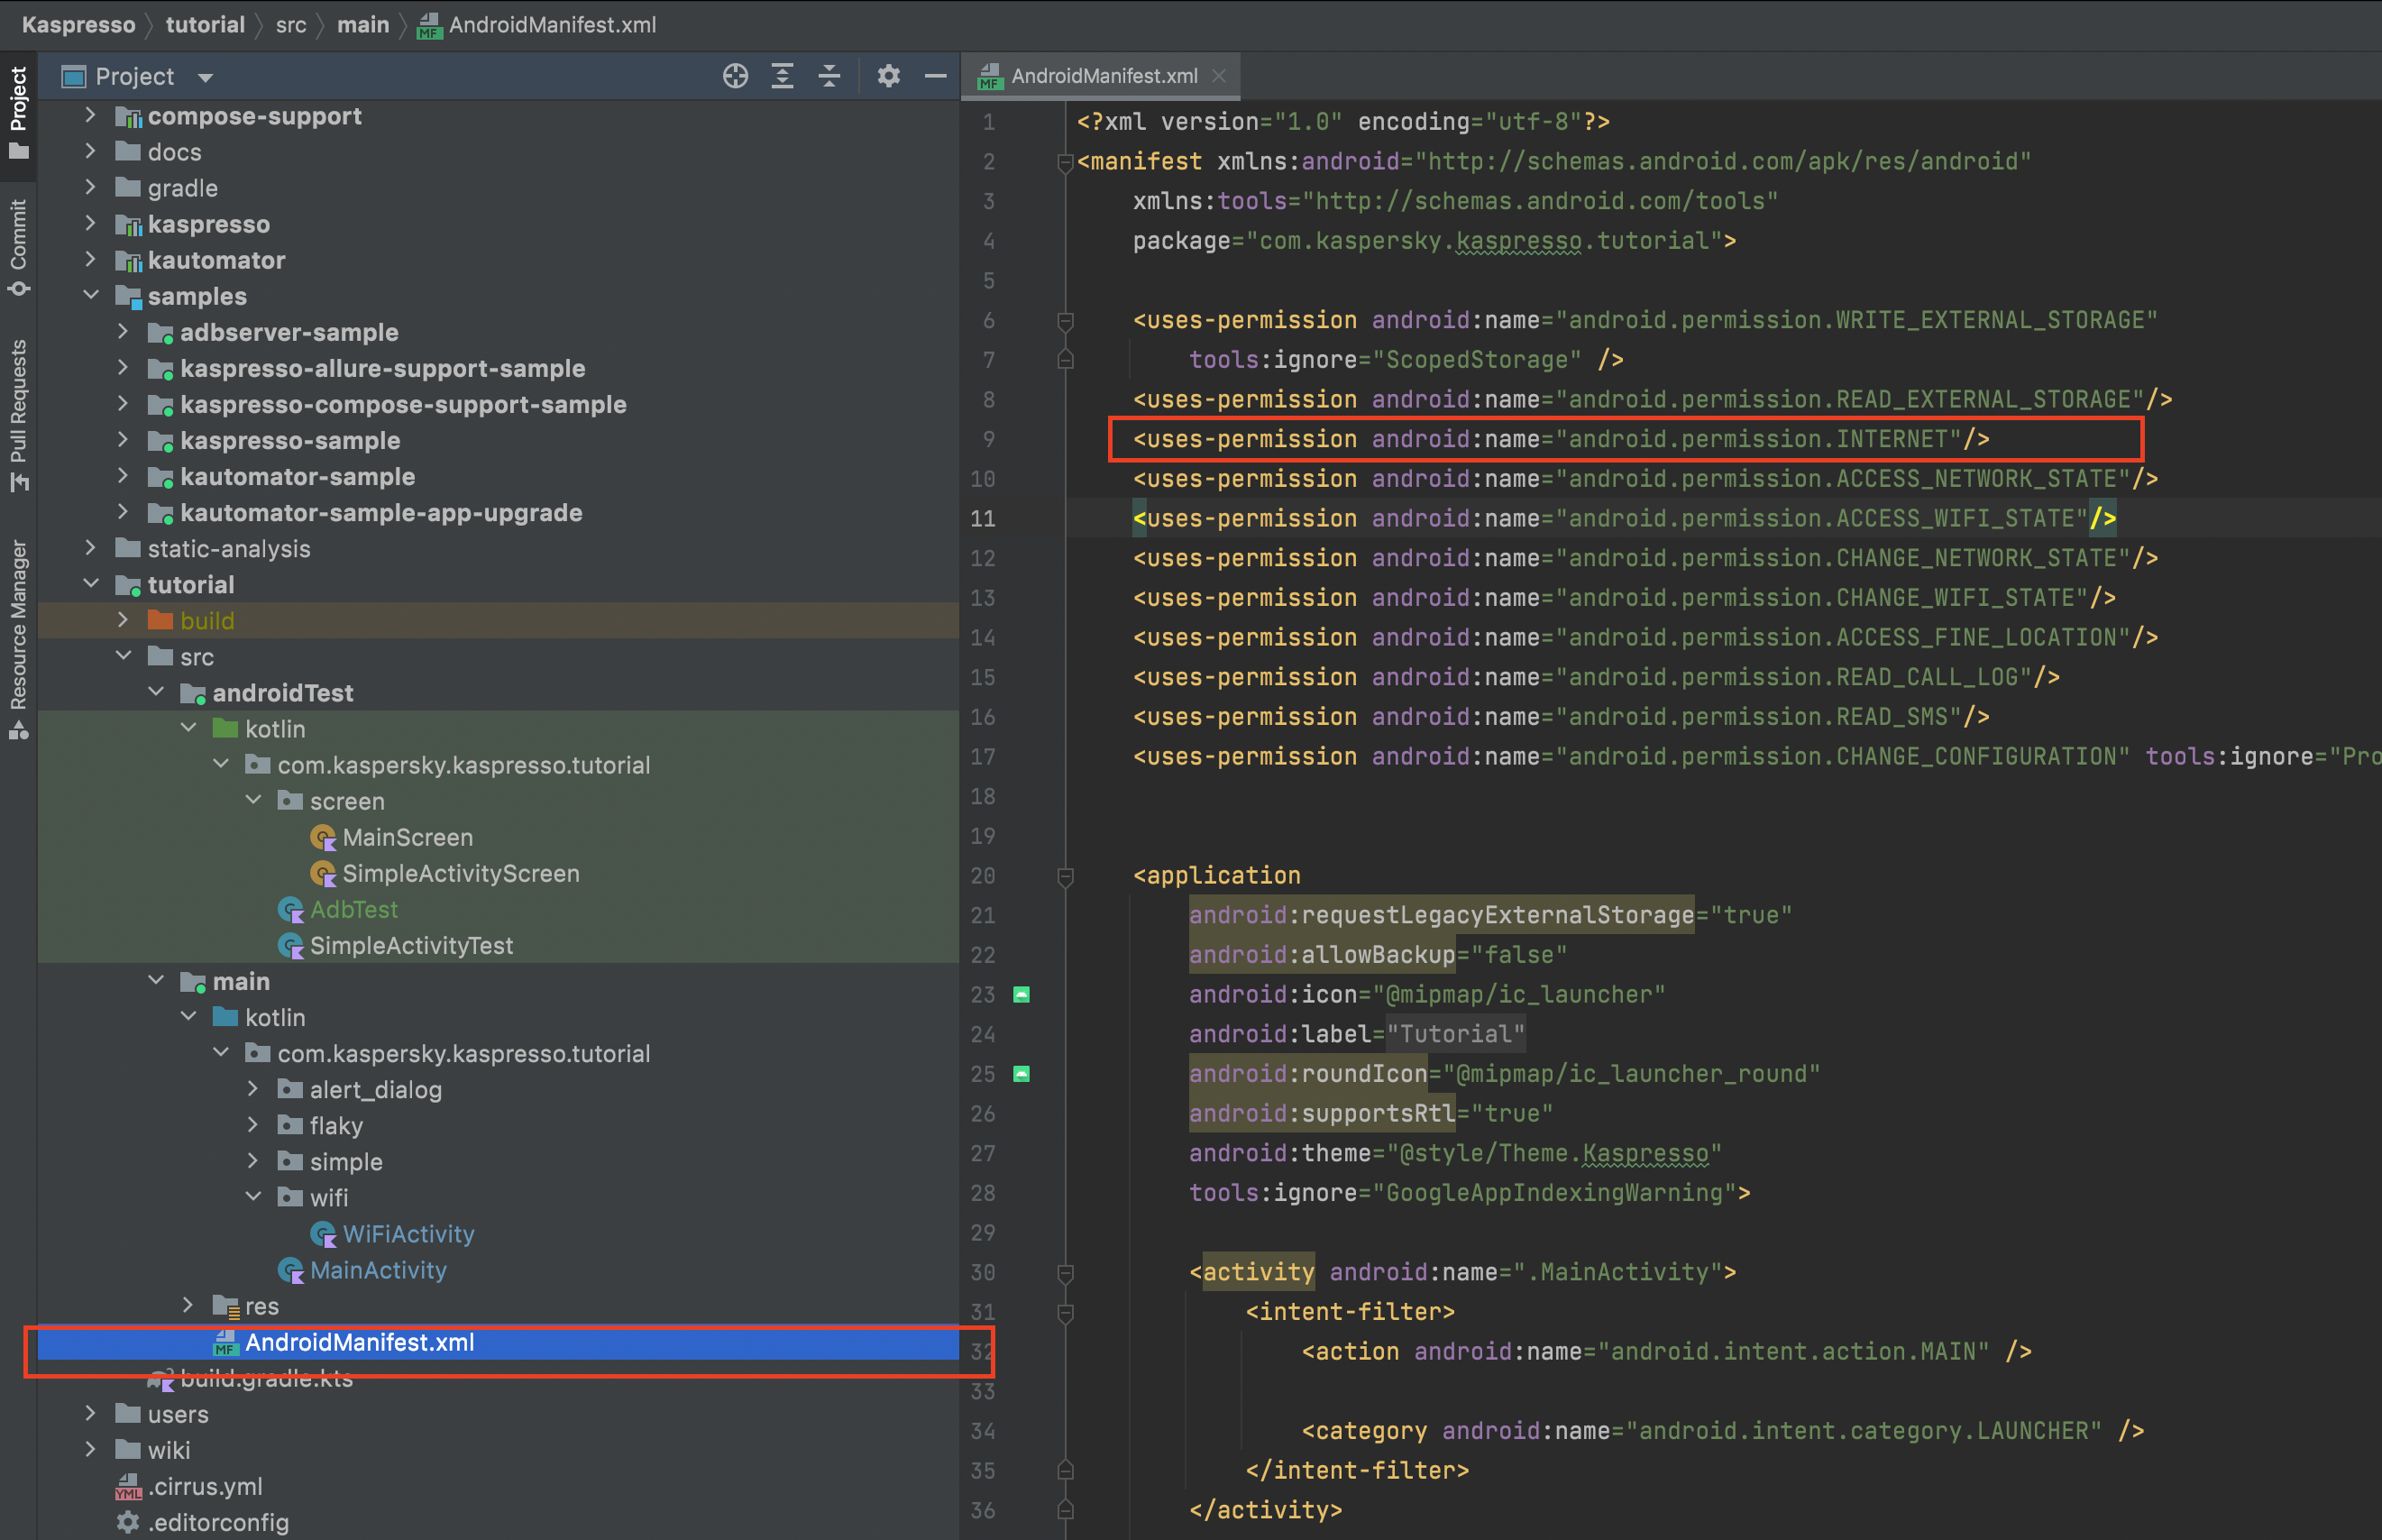 Kaspresso tutorial src main AndroidManifest.xml
Project
Commit
Pull Requests
Resource Manager
Project
compose-support
docs
gradle
kaspresso
kautomator
samples
adbserver-sample
kaspresso-allure-support-sample
kaspresso-compose-support-sample
kaspresso-sample
kautomator-sample
kautomator-sample-app-upgrade
static-analysis
tutorial
build
src
androidTest
kotlin
com.kaspersky.kaspresso.tutorial
screen
MainScreen
SimpleActivityScreen
AdbTest
SimpleActivityTest
main
kotlin
com.kaspersky.kaspresso.tutorial
alert_dialog
flaky
simple
wifi
WiFiActivity
MainActivity
res
AndroidManifest.xml
build.gradle.kts
users
wiki
.cirrus.yml
.editorconfig
AndroidManifest.xml
1 <?xml version="1.0" encoding="utf-8"?>
2 <manifest xmlns:android="http://schemas.android.com/apk/res/android"
3 xmlns:tools="http://schemas.android.com/tools"
4 package="com.kaspersky.kaspresso.tutorial">
5
6 <uses-permission android:name="android.permission.WRITE_EXTERNAL_STORAGE"
7 tools:ignore="ScopedStorage" />
8 <uses-permission android:name="android.permission.READ_EXTERNAL_STORAGE"/>
9 <uses-permission android:name="android.permission.INTERNET"/>
10 <uses-permission android:name="android.permission.ACCESS_NETWORK_STATE"/>
11 <uses-permission android:name="android.permission.ACCESS_WIFI_STATE"/>
12 <uses-permission android:name="android.permission.CHANGE_NETWORK_STATE"/>
13 <uses-permission android:name="android.permission.CHANGE_WIFI_STATE"/>
14 <uses-permission android:name="android.permission.ACCESS_FINE_LOCATION"/>
15 <uses-permission android:name="android.permission.READ_CALL_LOG"/>
16 <uses-permission android:name="android.permission.READ_SMS"/>
17 <uses-permission android:name="android.permission.CHANGE_CONFIGURATION" tools:ignore="Pro
18
19
20 <application
21 android:requestLegacyExternalStorage="true"
22 android:allowBackup="false"
23 android:icon="@mipmap/ic_launcher"
24 android:label="Tutorial"
25 android:roundIcon="@mipmap/ic_launcher_round"
26 android:supportsRtl="true"
27 android:theme="@style/Theme.Kaspresso"
28 tools:ignore="GoogleAppIndexingWarning">
29
30 <activity android:name=".MainActivity">
31 <intent-filter>
32 <action android:name="android.intent.action.MAIN" />
33
34 <category android:name="android.intent.category.LAUNCHER" />
35 </intent-filter>
36 </activity>